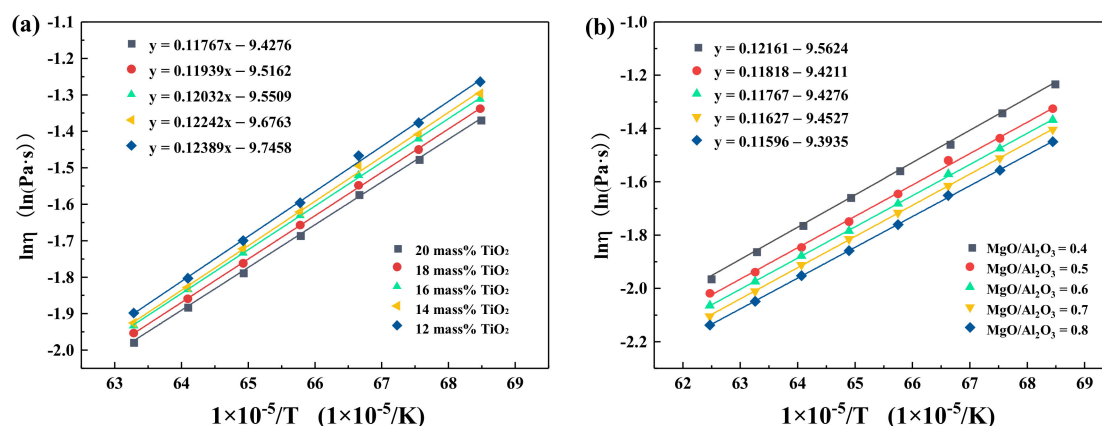 (a)
y = 0.11767x − 9.4276
y = 0.11939x − 9.5162
y = 0.12032x − 9.5509
y = 0.12242x − 9.6763
y = 0.12389x − 9.7458
20 mass% TiO₂
18 mass% TiO₂
16 mass% TiO₂
14 mass% TiO₂
12 mass% TiO₂
-1.1
-1.2
-1.3
-1.4
-1.5
-1.6
-1.7
-1.8
-1.9
-2.0
lnη (ln(Pa·s)
63 64 65 66 67 68 69
1×10⁻⁵/T (1×10⁻⁵/K)
(b)
y = 0.12161 − 9.5624
y = 0.11818 − 9.4211
y = 0.11767 − 9.4276
y = 0.11627 − 9.4527
y = 0.11596 − 9.3935
MgO/Al₂O₃ = 0.4
MgO/Al₂O₃ = 0.5
MgO/Al₂O₃ = 0.6
MgO/Al₂O₃ = 0.7
MgO/Al₂O₃ = 0.8
-1.0
-1.2
-1.4
-1.6
-1.8
-2.0
-2.2
lnη (ln(Pa·s)
62 63 64 65 66 67 68 69
1×10⁻⁵/T (1×10⁻⁵/K)